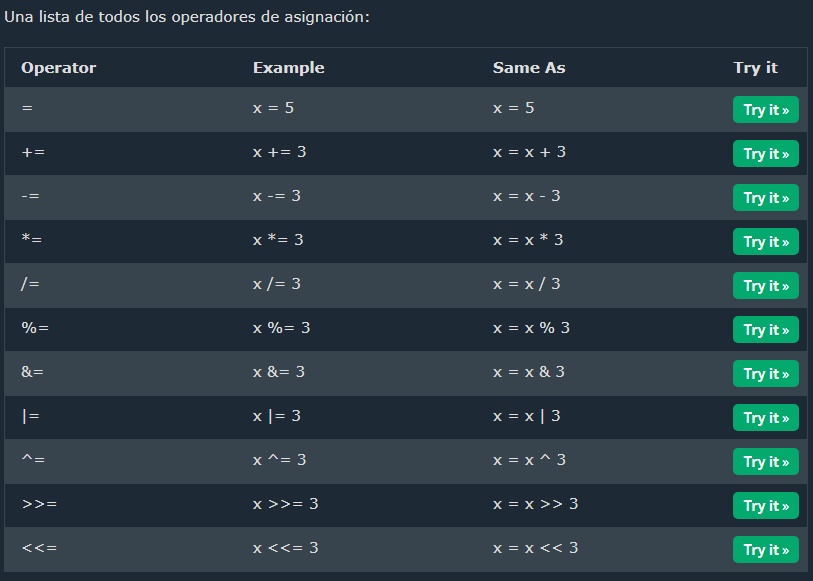 Una lista de todos los operadores de asignación:
Operator Example Same As Try it
= x = 5 x = 5 Try it »
+= x += 3 x = x + 3 Try it »
-= x -= 3 x = x - 3 Try it »
*= x *= 3 x = x * 3 Try it »
/= x /= 3 x = x / 3 Try it »
%= x %= 3 x = x % 3 Try it »
&= x &= 3 x = x & 3 Try it »
|= x |= 3 x = x | 3 Try it »
^= x ^= 3 x = x ^ 3 Try it »
>>= x >>= 3 x = x >> 3 Try it »
<<= x <<= 3 x = x << 3 Try it »